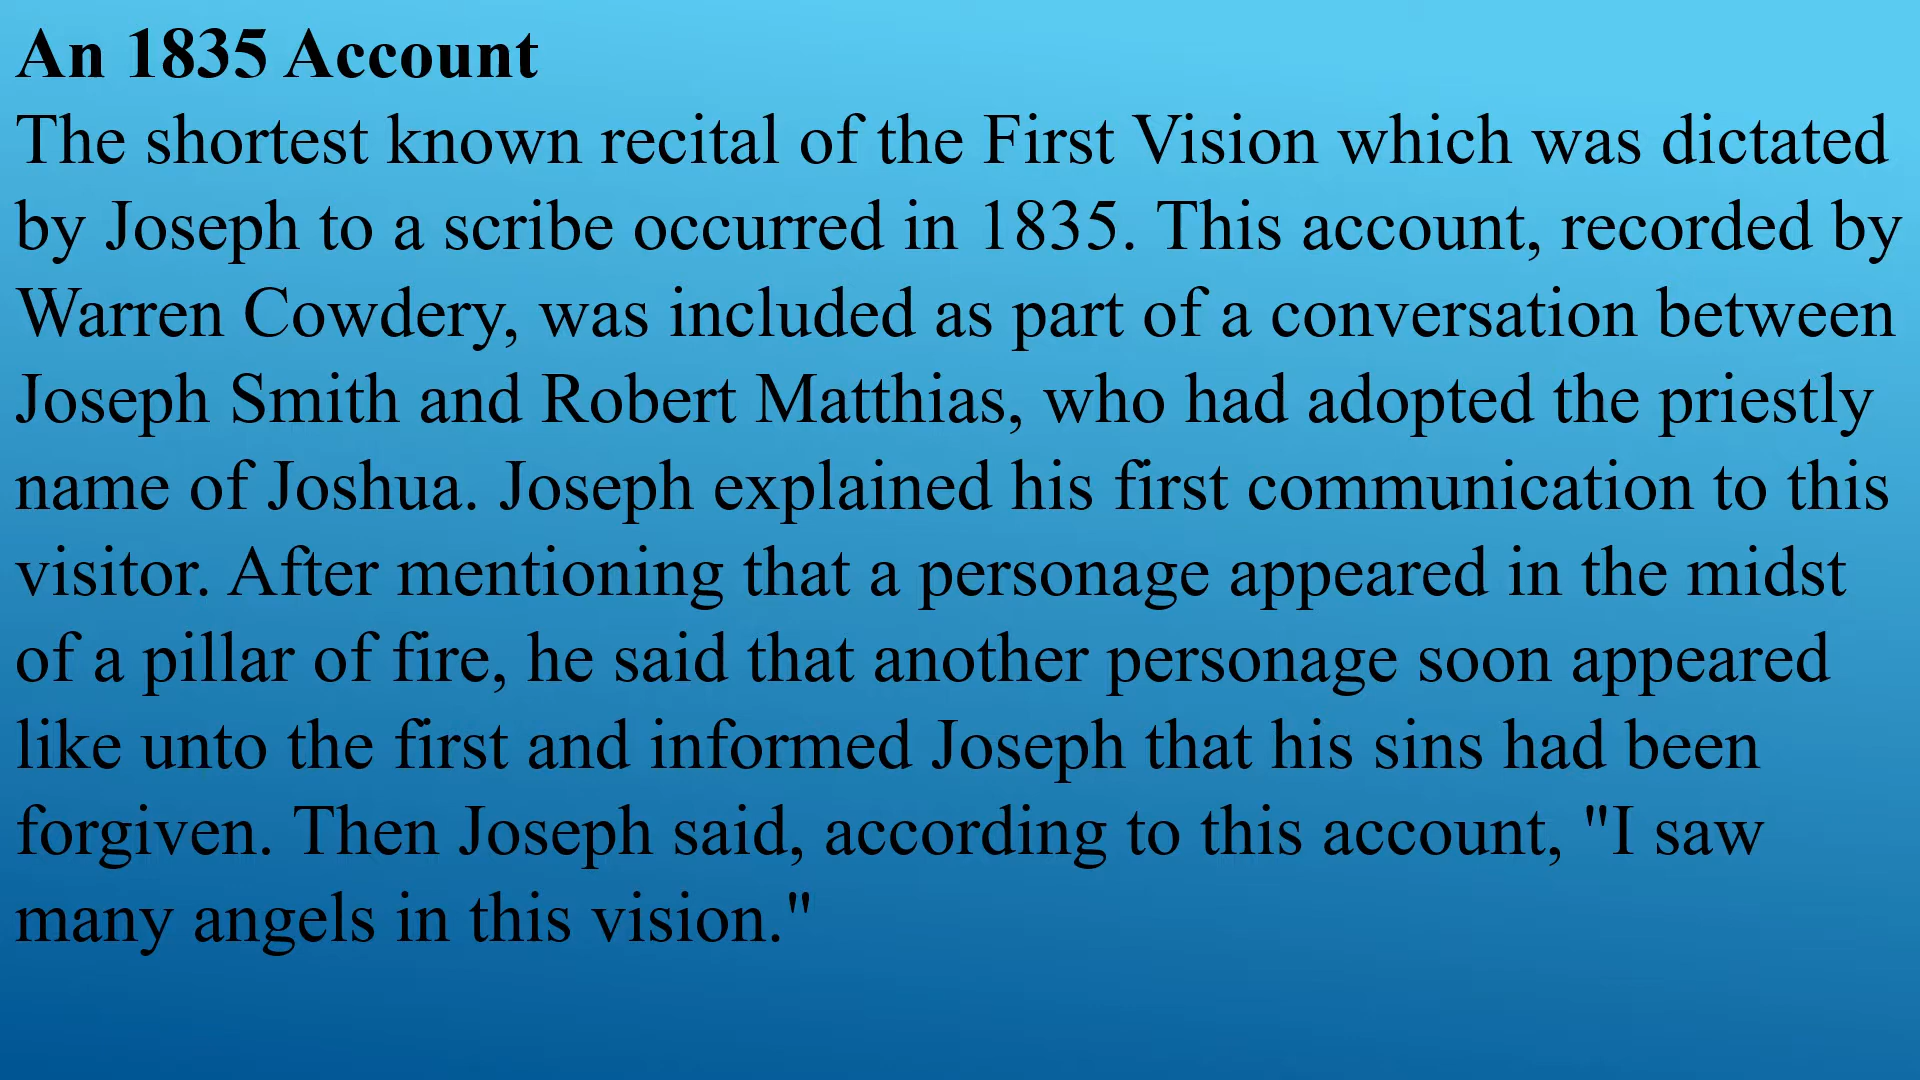 An 1835 Account
The shortest known recital of the First Vision which was dictated
by Joseph to a scribe occurred in 1835. This account, recorded by
Warren Cowdery, was included as part of a conversation between
Joseph Smith and Robert Matthias, who had adopted the priestly
name of Joshua. Joseph explained his first communication to this
visitor. After mentioning that a personage appeared in the midst
of a pillar of fire, he said that another personage soon appeared
like unto the first and informed Joseph that his sins had been
forgiven. Then Joseph said, according to this account, "I saw
many angels in this vision."